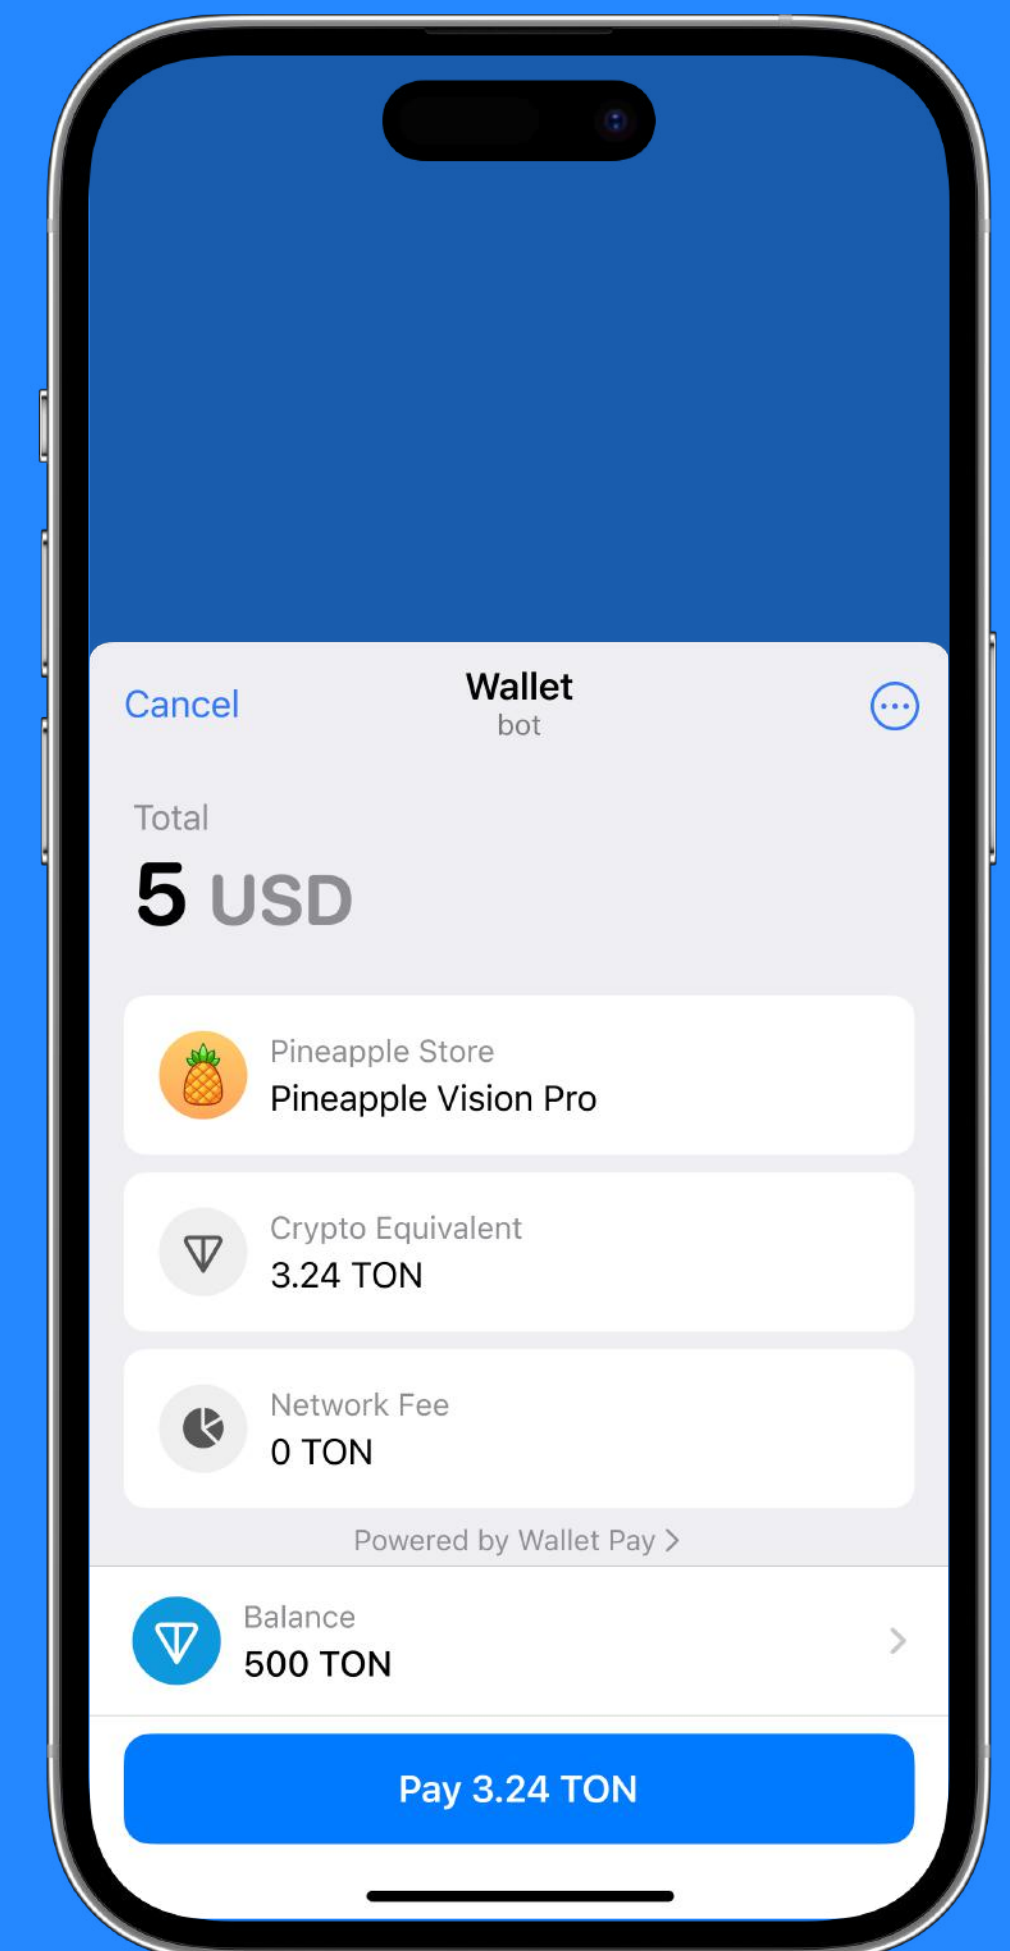 Cancel
Wallet
bot
Total
5 USD
Pineapple Store
Pineapple Vision Pro
Crypto Equivalent
3.24 TON
Network Fee
0 TON
Powered by Wallet Pay
Balance
500 TON
Pay 3.24 TON